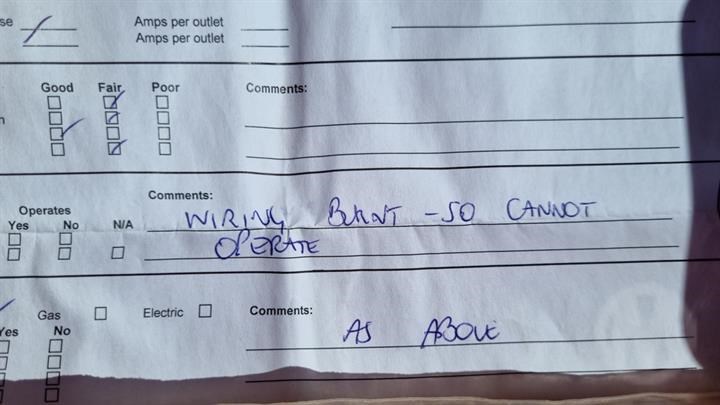 se Amps per outlet
Amps per outlet
Good Fair Poor Comments:
n
Operates Comments:
Yes No N/A WIRING BURNT - SO CANNOT
OPERATE
Gas Electric Comments:
Yes No AS ABOVE